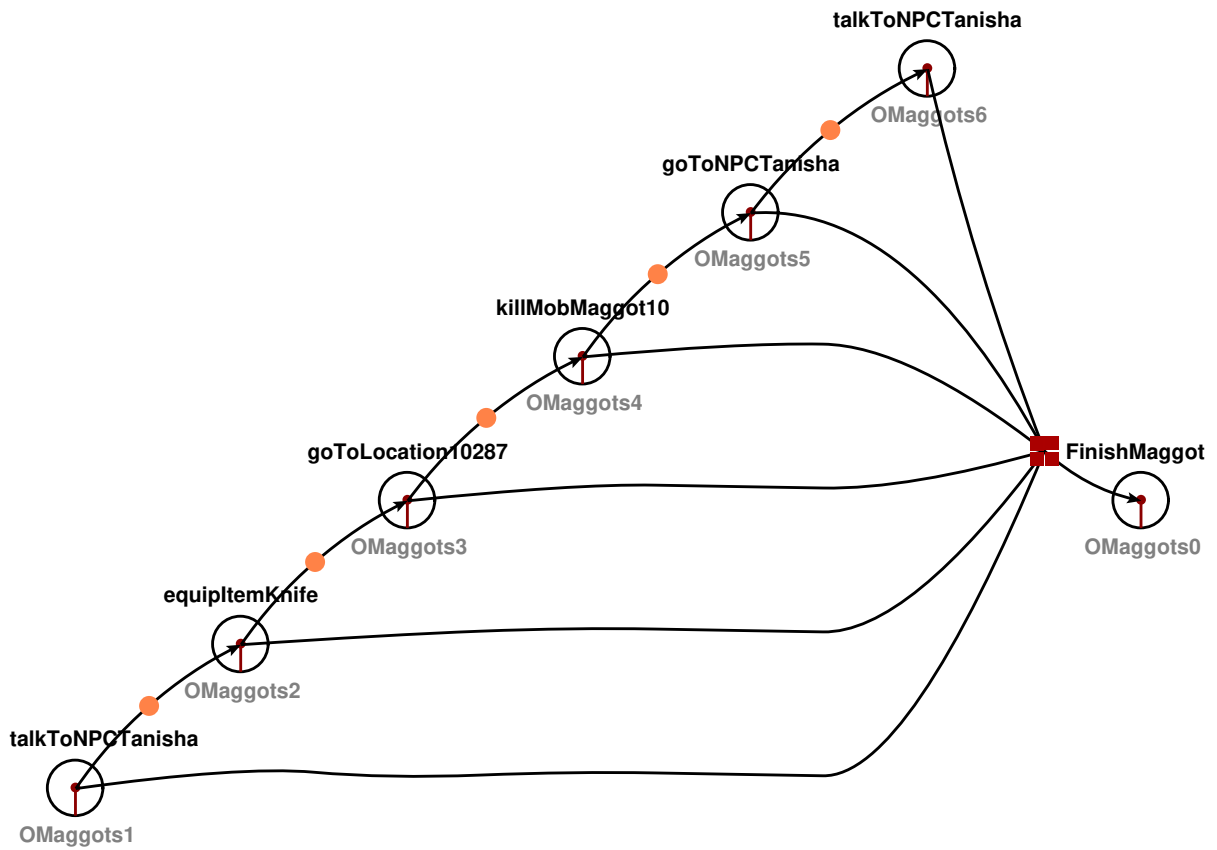 talkToNPCTanisha
OMaggots6
goToNPCTanisha
OMaggots5
killMobMaggot10
OMaggots4
goToLocation10287
FinishMaggot
OMaggots3
OMaggots0
equipItemKnife
OMaggots2
talkToNPCTanisha
OMaggots1